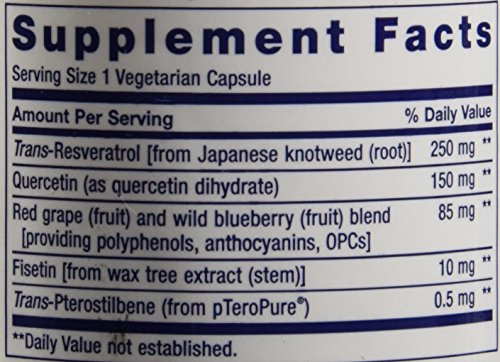 Supplement Facts
Serving Size 1 Vegetarian Capsule
Amount Per Serving % Daily Value
Trans-Resveratrol [from Japanese knotweed (root)] 250 mg **
Quercetin (as quercetin dihydrate) 150 mg **
Red grape (fruit) and wild blueberry (fruit) blend 85 mg **
[providing polyphenols, anthocyanins, OPCs]
Fisetin [from wax tree extract (stem)] 10 mg **
Trans-Pterostilbene (from pTeroPure®) 0.5 mg **
**Daily Value not established.